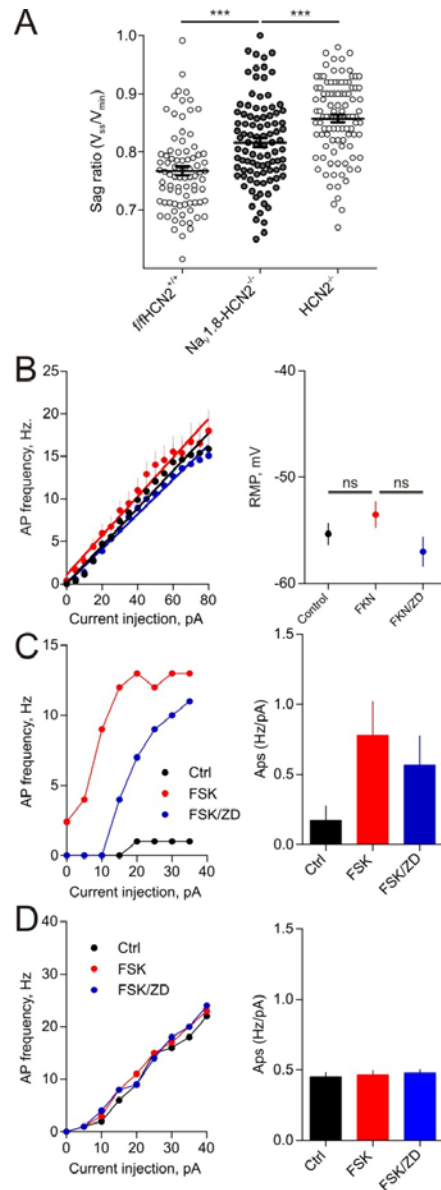 A
*** ***
Sag ratio (Vss/Vmin)
1.0
0.9
0.8
0.7
f/fHCN2+/+
Nav1.8-HCN2-/-
HCN2-/-
B
AP frequency, Hz.
25
20
15
10
5
0
0 20 40 60 80
Current injection, pA
RMP, mV
-40
-50
-60
ns ns
Control
FKN
FKN/ZD
C
AP frequency, Hz
15
10
5
0
0 10 20 30 40
Current injection, pA
Ctrl
FSK
FSK/ZD
Aps (Hz/pA)
1.5
1.0
0.5
0.0
Ctrl
FSK
FSK/ZD
D
AP frequency, Hz
40
20
0
0 10 20 30 40
Current injection, pA
Ctrl
FSK
FSK/ZD
Aps (Hz/pA)
1.5
1.0
0.5
0.0
Ctrl
FSK
FSK/ZD